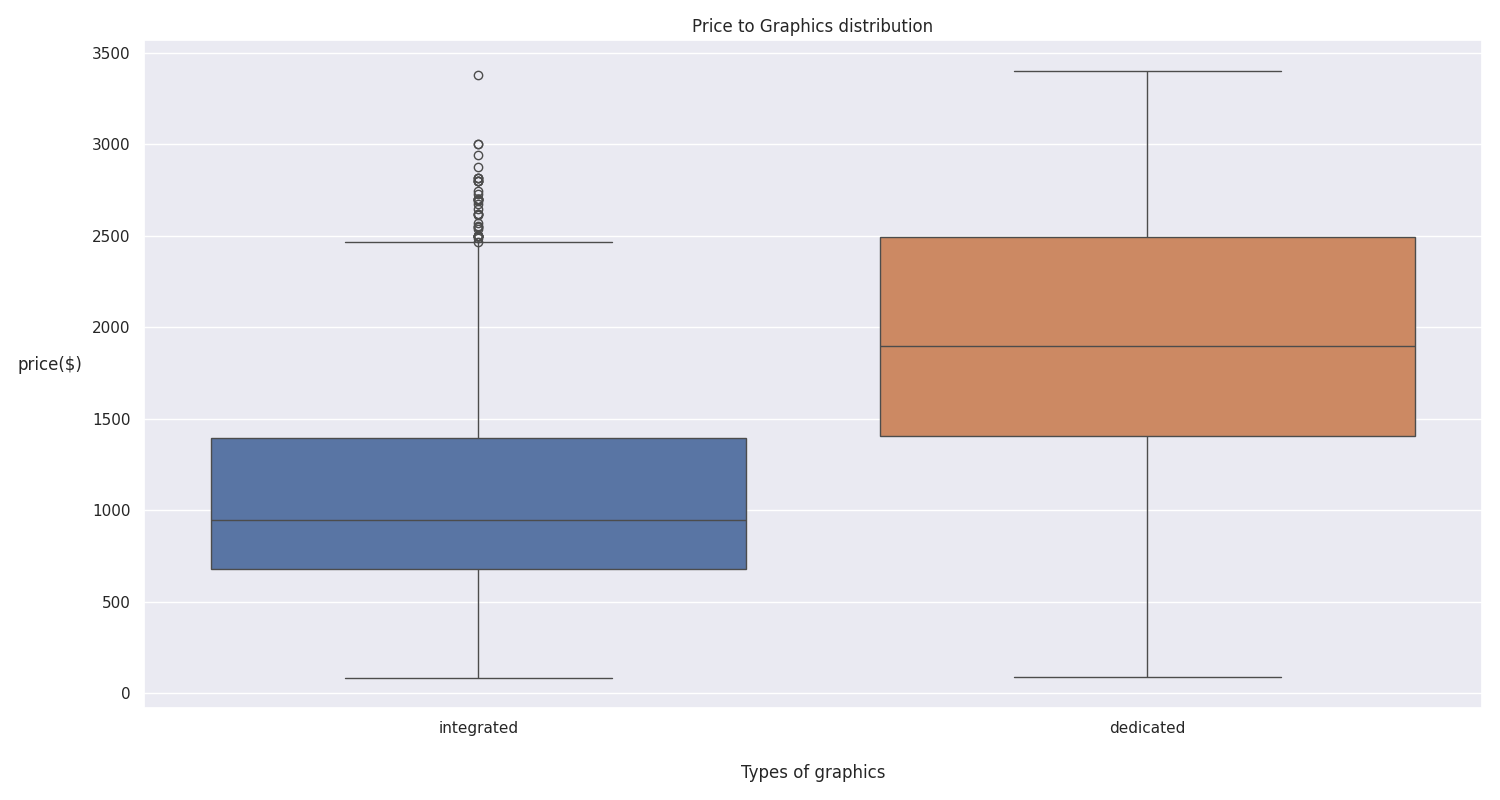 Price to Graphics distribution
3500
3000
2500
2000
price($)
1500
1000
500
0
integrated
dedicated
Types of graphics